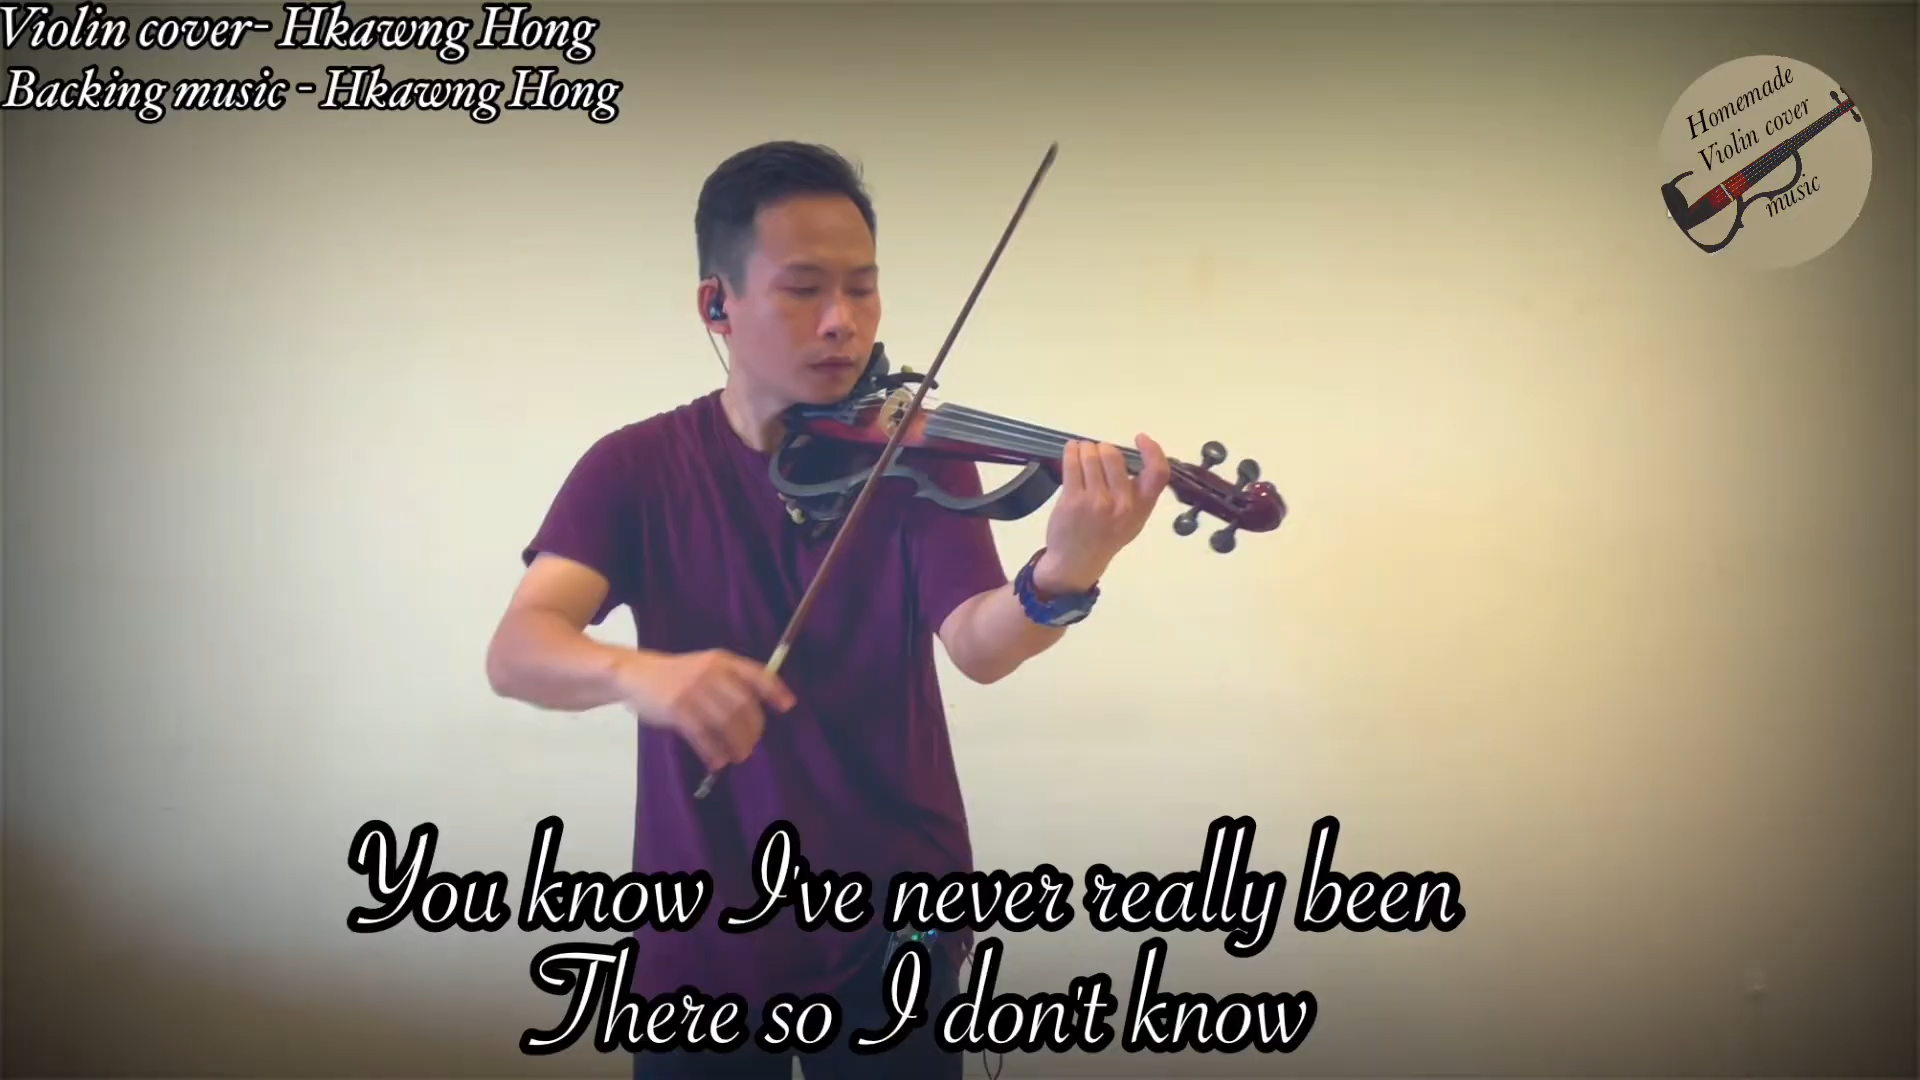 Violin cover- Hkawng Hong
Backing music - Hkawng Hong
Homemade
Violin cover
music
You know I've never really been
There so I don't know